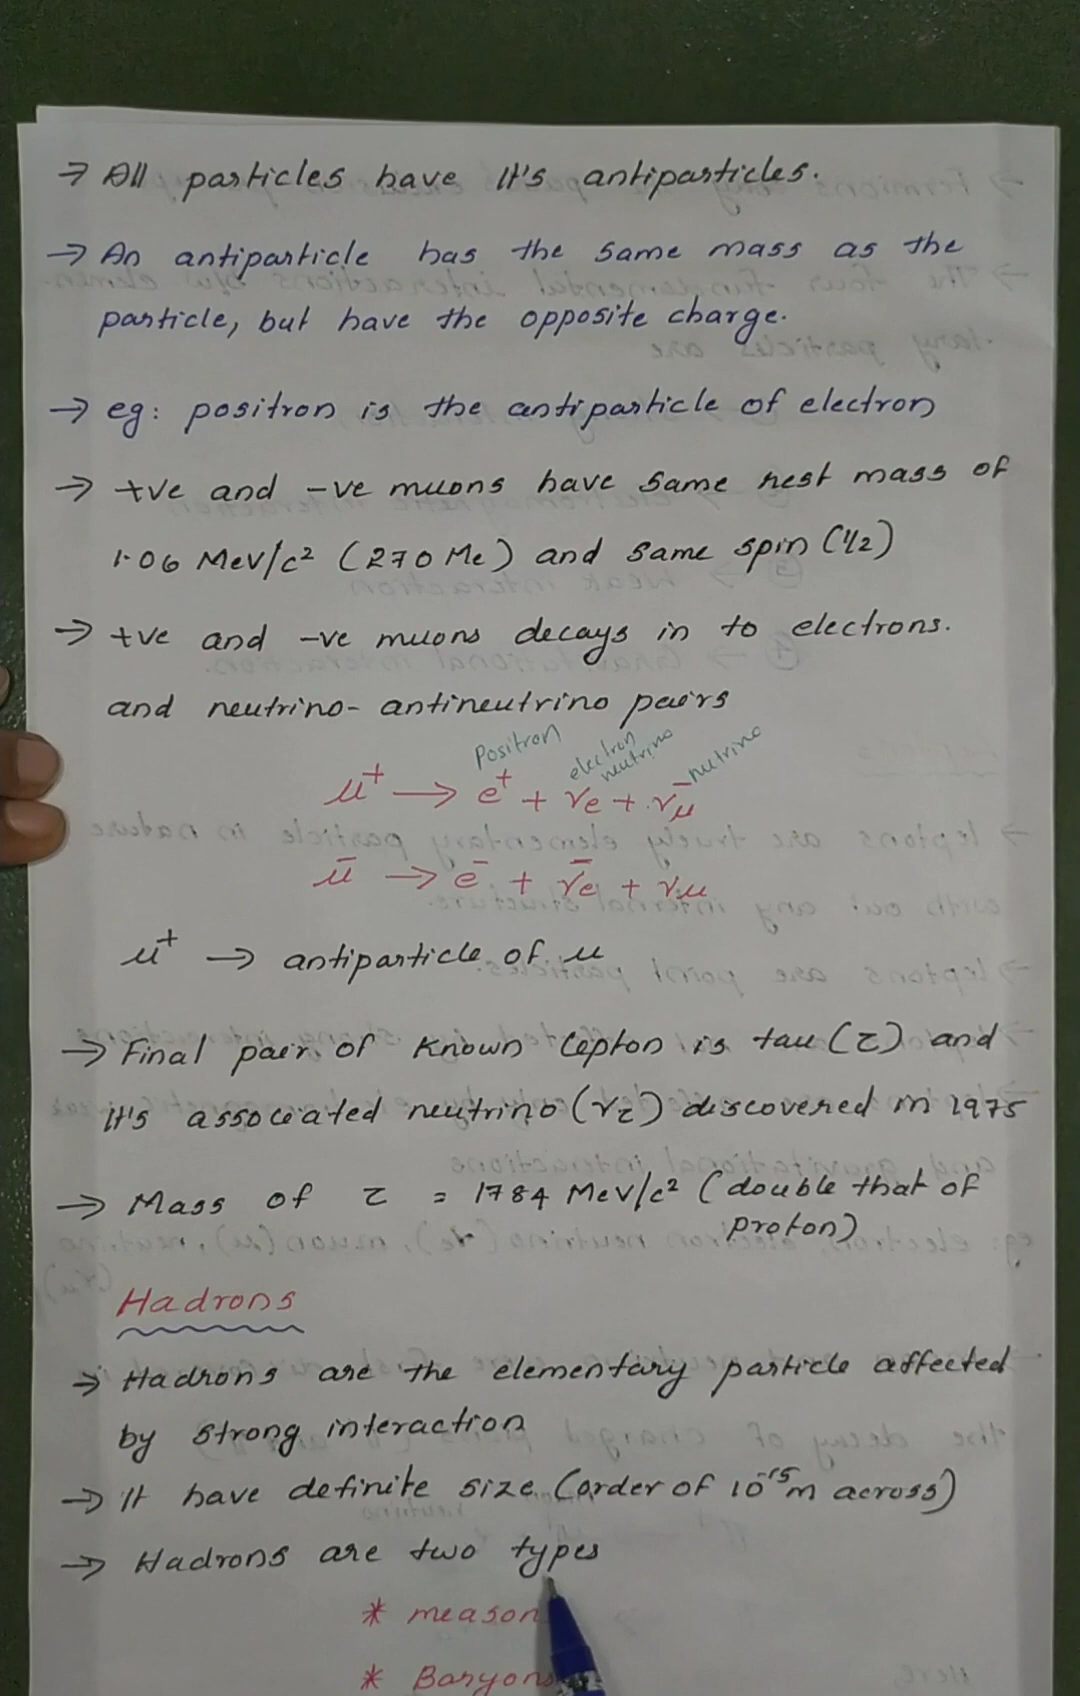 → All particles have It's antiparticles.
→ An antiparticle has the same mass as the
particle, but have the opposite charge.
→ eg: positron is the antiparticle of electron
→ +ve and -ve muons have same rest mass of
1.06 MeV/c² (270 Me) and same spin (1/2)
→ +ve and -ve muons decays in to electrons.
and neutrino- antineutrino pairs
Positron electron neutrino nutrino
μ⁺ → e⁺ + νe + ν̄μ
μ̄ → e⁻ + ν̄e + νμ
μ⁺ → antiparticle of μ
→ Final pair. of known lepton is tau (τ) and
it's associated neutrino (ντ) discovered in 1975
→ Mass of τ = 1784 MeV/c² (double that of
proton)
Hadrons
→ Hadrons are the elementary particle affected
by strong interaction
→ It have definite size (order of 10⁻¹⁵m across)
→ Hadrons are two types
* meason
* Baryons